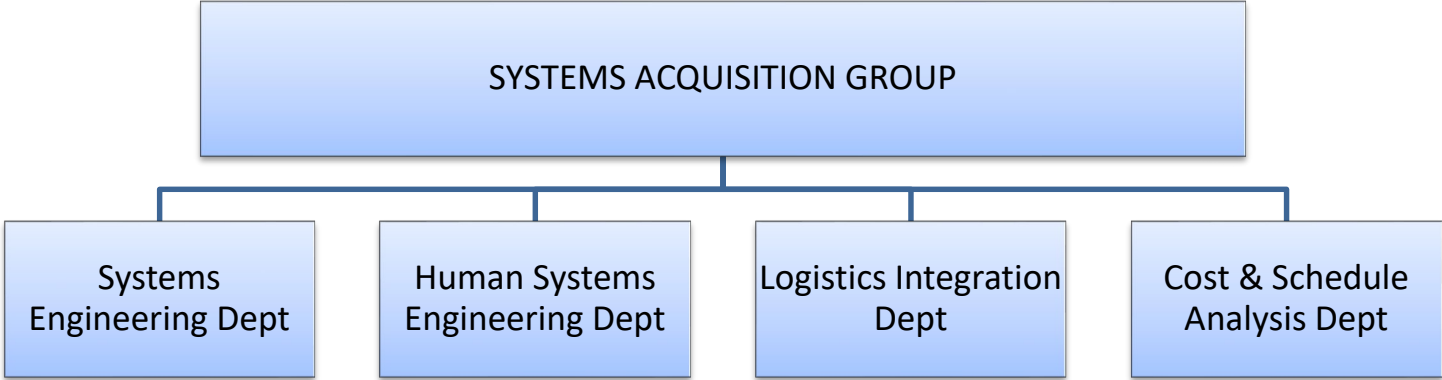 SYSTEMS ACQUISITION GROUP
Systems
Engineering Dept
Human Systems
Engineering Dept
Logistics Integration
Dept
Cost & Schedule
Analysis Dept